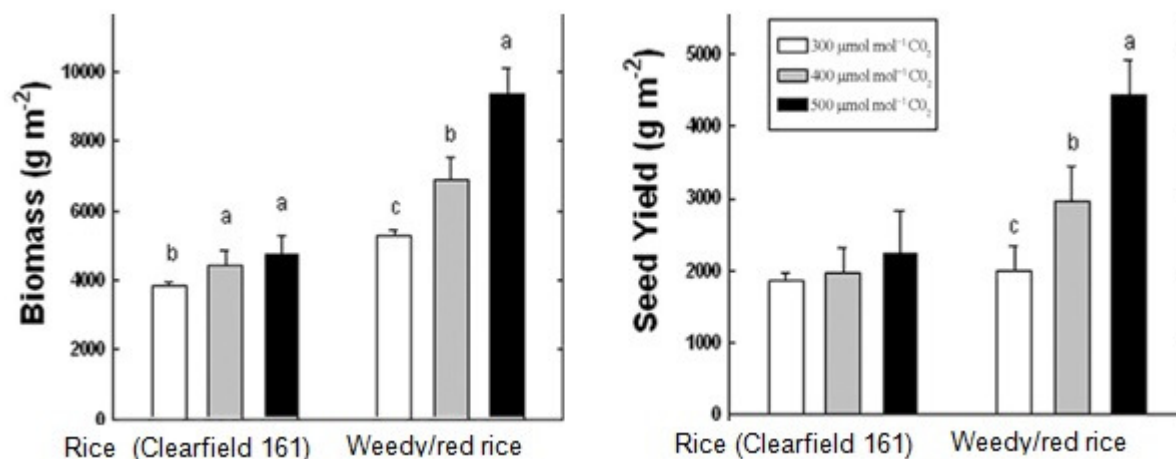 Biomass (g m⁻²)
10000
8000
6000
4000
2000
0
b
a
a
c
b
a
Rice (Clearfield 161)
Weedy/red rice
Seed Yield (g m⁻²)
5000
4000
3000
2000
1000
0
300 μmol mol⁻¹ CO₂
400 μmol mol⁻¹ CO₂
500 μmol mol⁻¹ CO₂
c
b
a
Rice (Clearfield 161)
Weedy/red rice